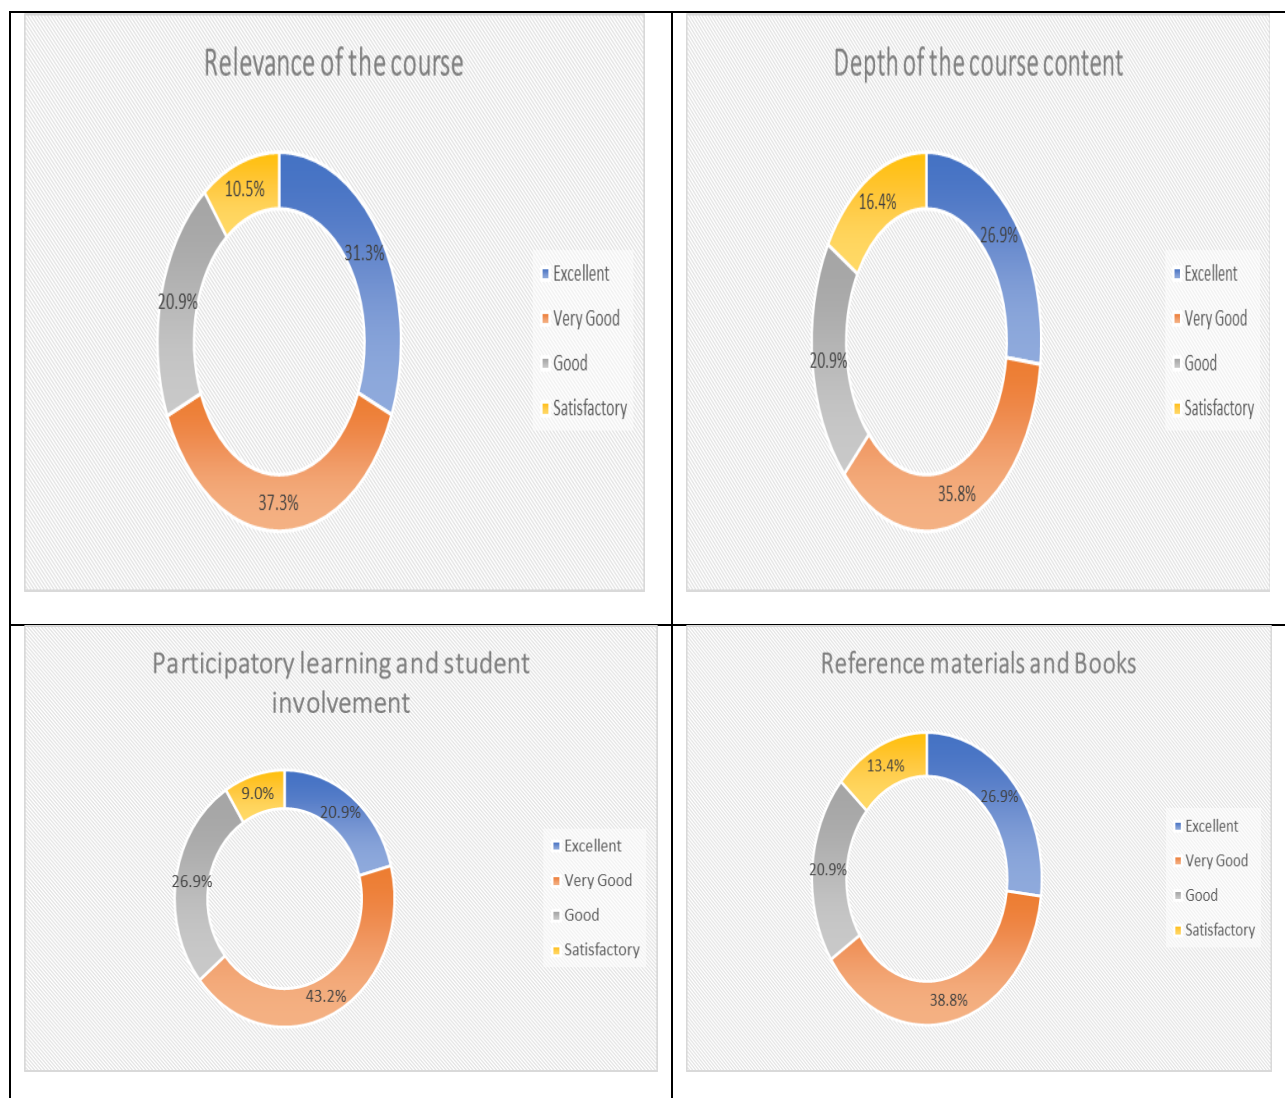 Relevance of the course
10.5%
31.3%
20.9%
37.3%
Excellent
Very Good
Good
Satisfactory
Depth of the course content
16.4%
26.9%
20.9%
35.8%
Excellent
Very Good
Good
Satisfactory
Participatory learning and student
involvement
9.0%
20.9%
26.9%
43.2%
Excellent
Very Good
Good
Satisfactory
Reference materials and Books
13.4%
26.9%
20.9%
38.8%
Excellent
Very Good
Good
Satisfactory